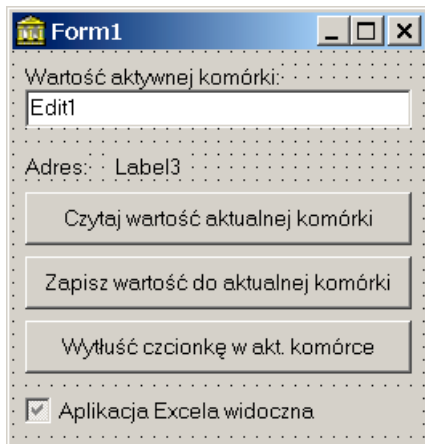 Form1
Wartość aktywnej komórki:
Edit1
Adres: Label3
Czytaj wartość aktualnej komórki
Zapisz wartość do aktualnej komórki
Wytłuść czcionkę w akt. komórce
Aplikacja Excela widoczna